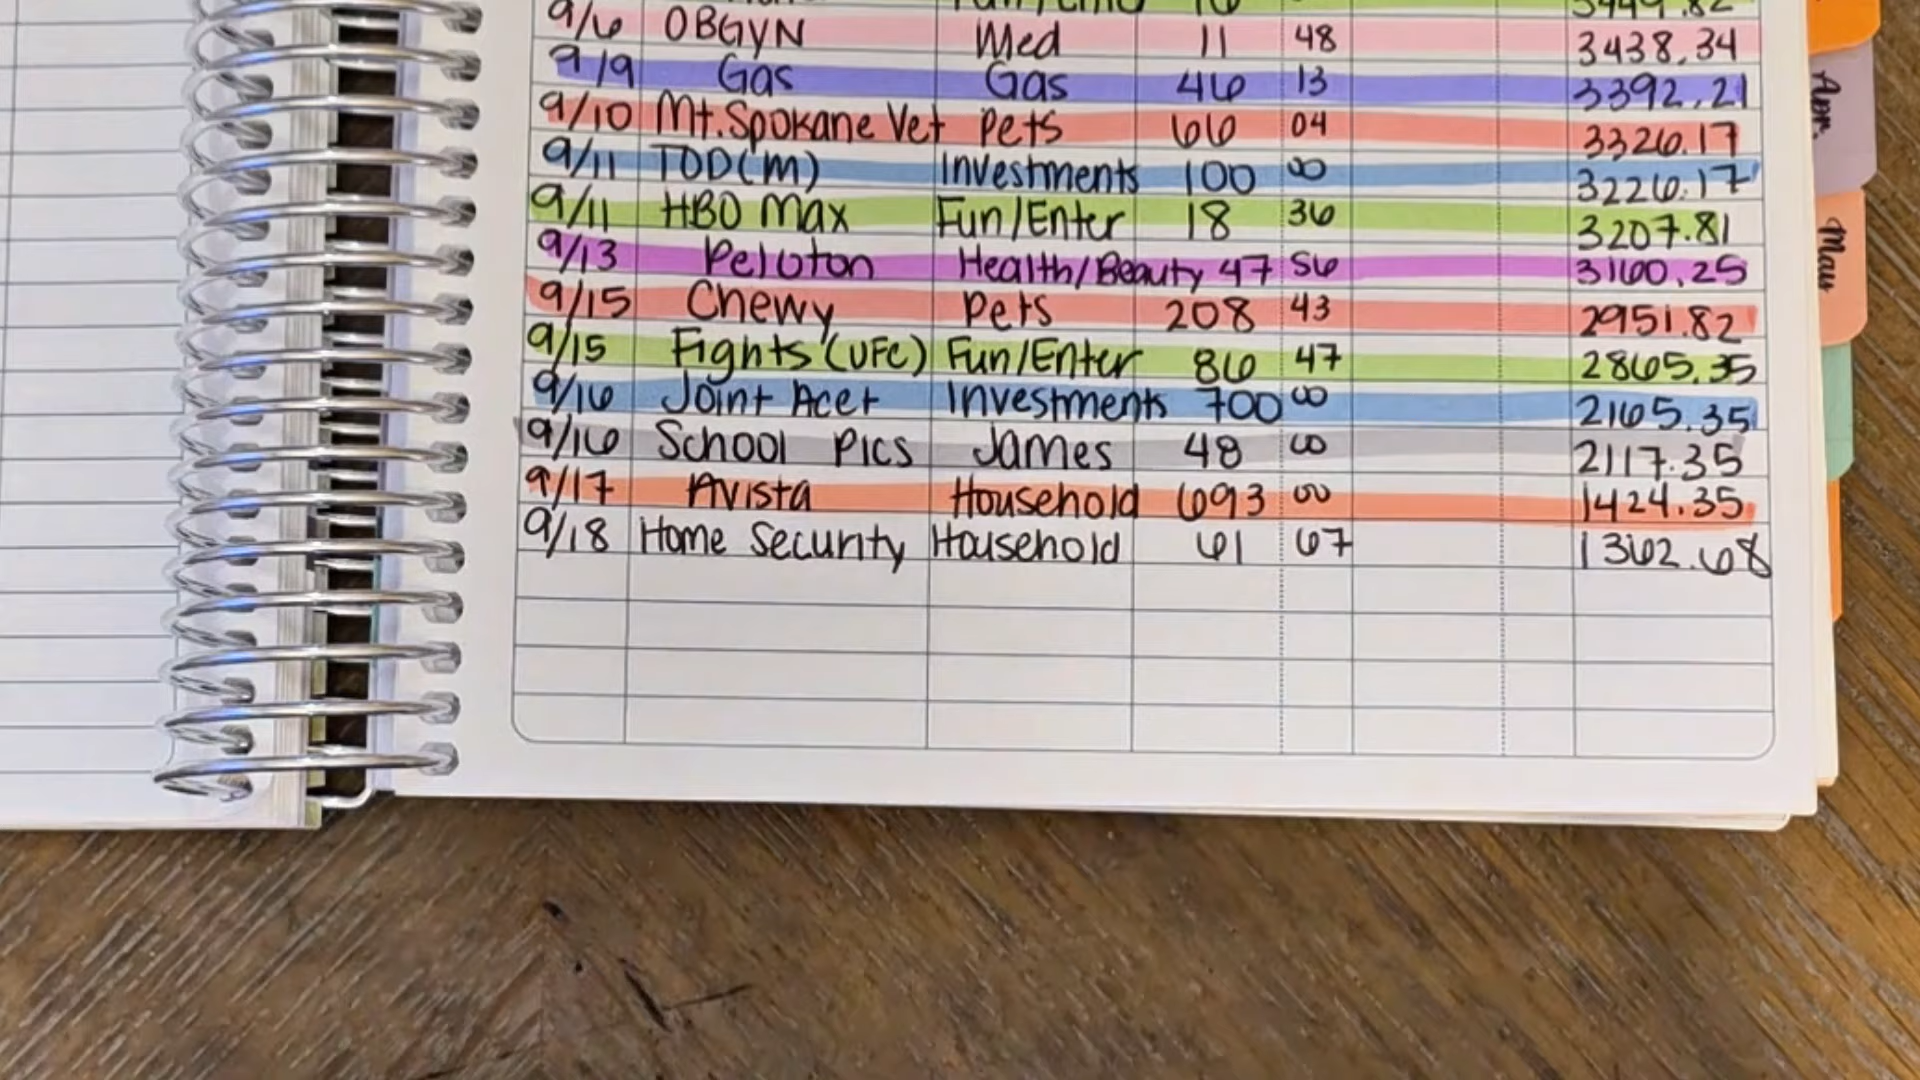 3449.82
9/6 OBGYN Med 11 48 3438.34
9/9 Gas Gas 46 13 3392.21
9/10 Mt. Spokane Vet Pets 66 04 3326.17
9/11 TOD(M) Investments 100 00 3226.17
9/11 HBO Max Fun/Enter 18 36 3207.81
9/13 Peloton Health/Beauty 47 56 3160.25
9/15 Chewy Pets 208 43 2951.82
9/15 Fights (UFC) Fun/Enter 86 47 2865.35
9/16 Joint Acct Investments 700 00 2165.35
9/16 School Pics James 48 00 2117.35
9/17 Avista Household 693 00 1424.35
9/18 Home Security Household 61 67 1362.68
Apr.
May